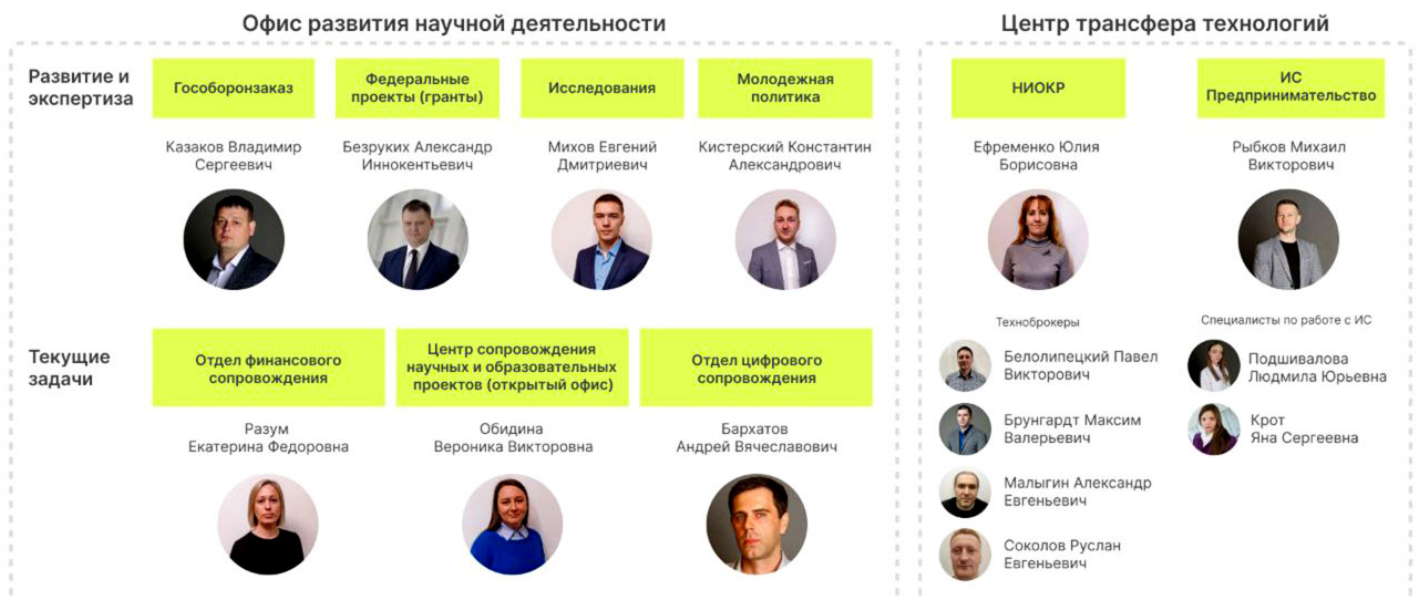 Офис развития научной деятельности
Развитие и
экспертиза
Гособоронзаказ
Федеральные
проекты (гранты)
Исследования
Молодежная
политика
Казаков Владимир
Сергеевич
Безруких Александр
Иннокентьевич
Михов Евгений
Дмитриевич
Кистерский Константин
Александрович
Текущие
задачи
Отдел финансового
сопровождения
Центр сопровождения
научных и образовательных
проектов (открытый офис)
Отдел цифрового
сопровождения
Разум
Екатерина Федоровна
Обидина
Вероника Викторовна
Бархатов
Андрей Вячеславович
Центр трансфера технологий
НИОКР
ИС
Предпринимательство
Ефременко Юлия
Борисовна
Рыбков Михаил
Викторович
Техноброкеры
Белолипецкий Павел
Викторович
Брунгардт Максим
Валерьевич
Малыгин Александр
Евгеньевич
Соколов Руслан
Евгеньевич
Специалисты по работе с ИС
Подшивалова
Людмила Юрьевна
Крот
Яна Сергеевна